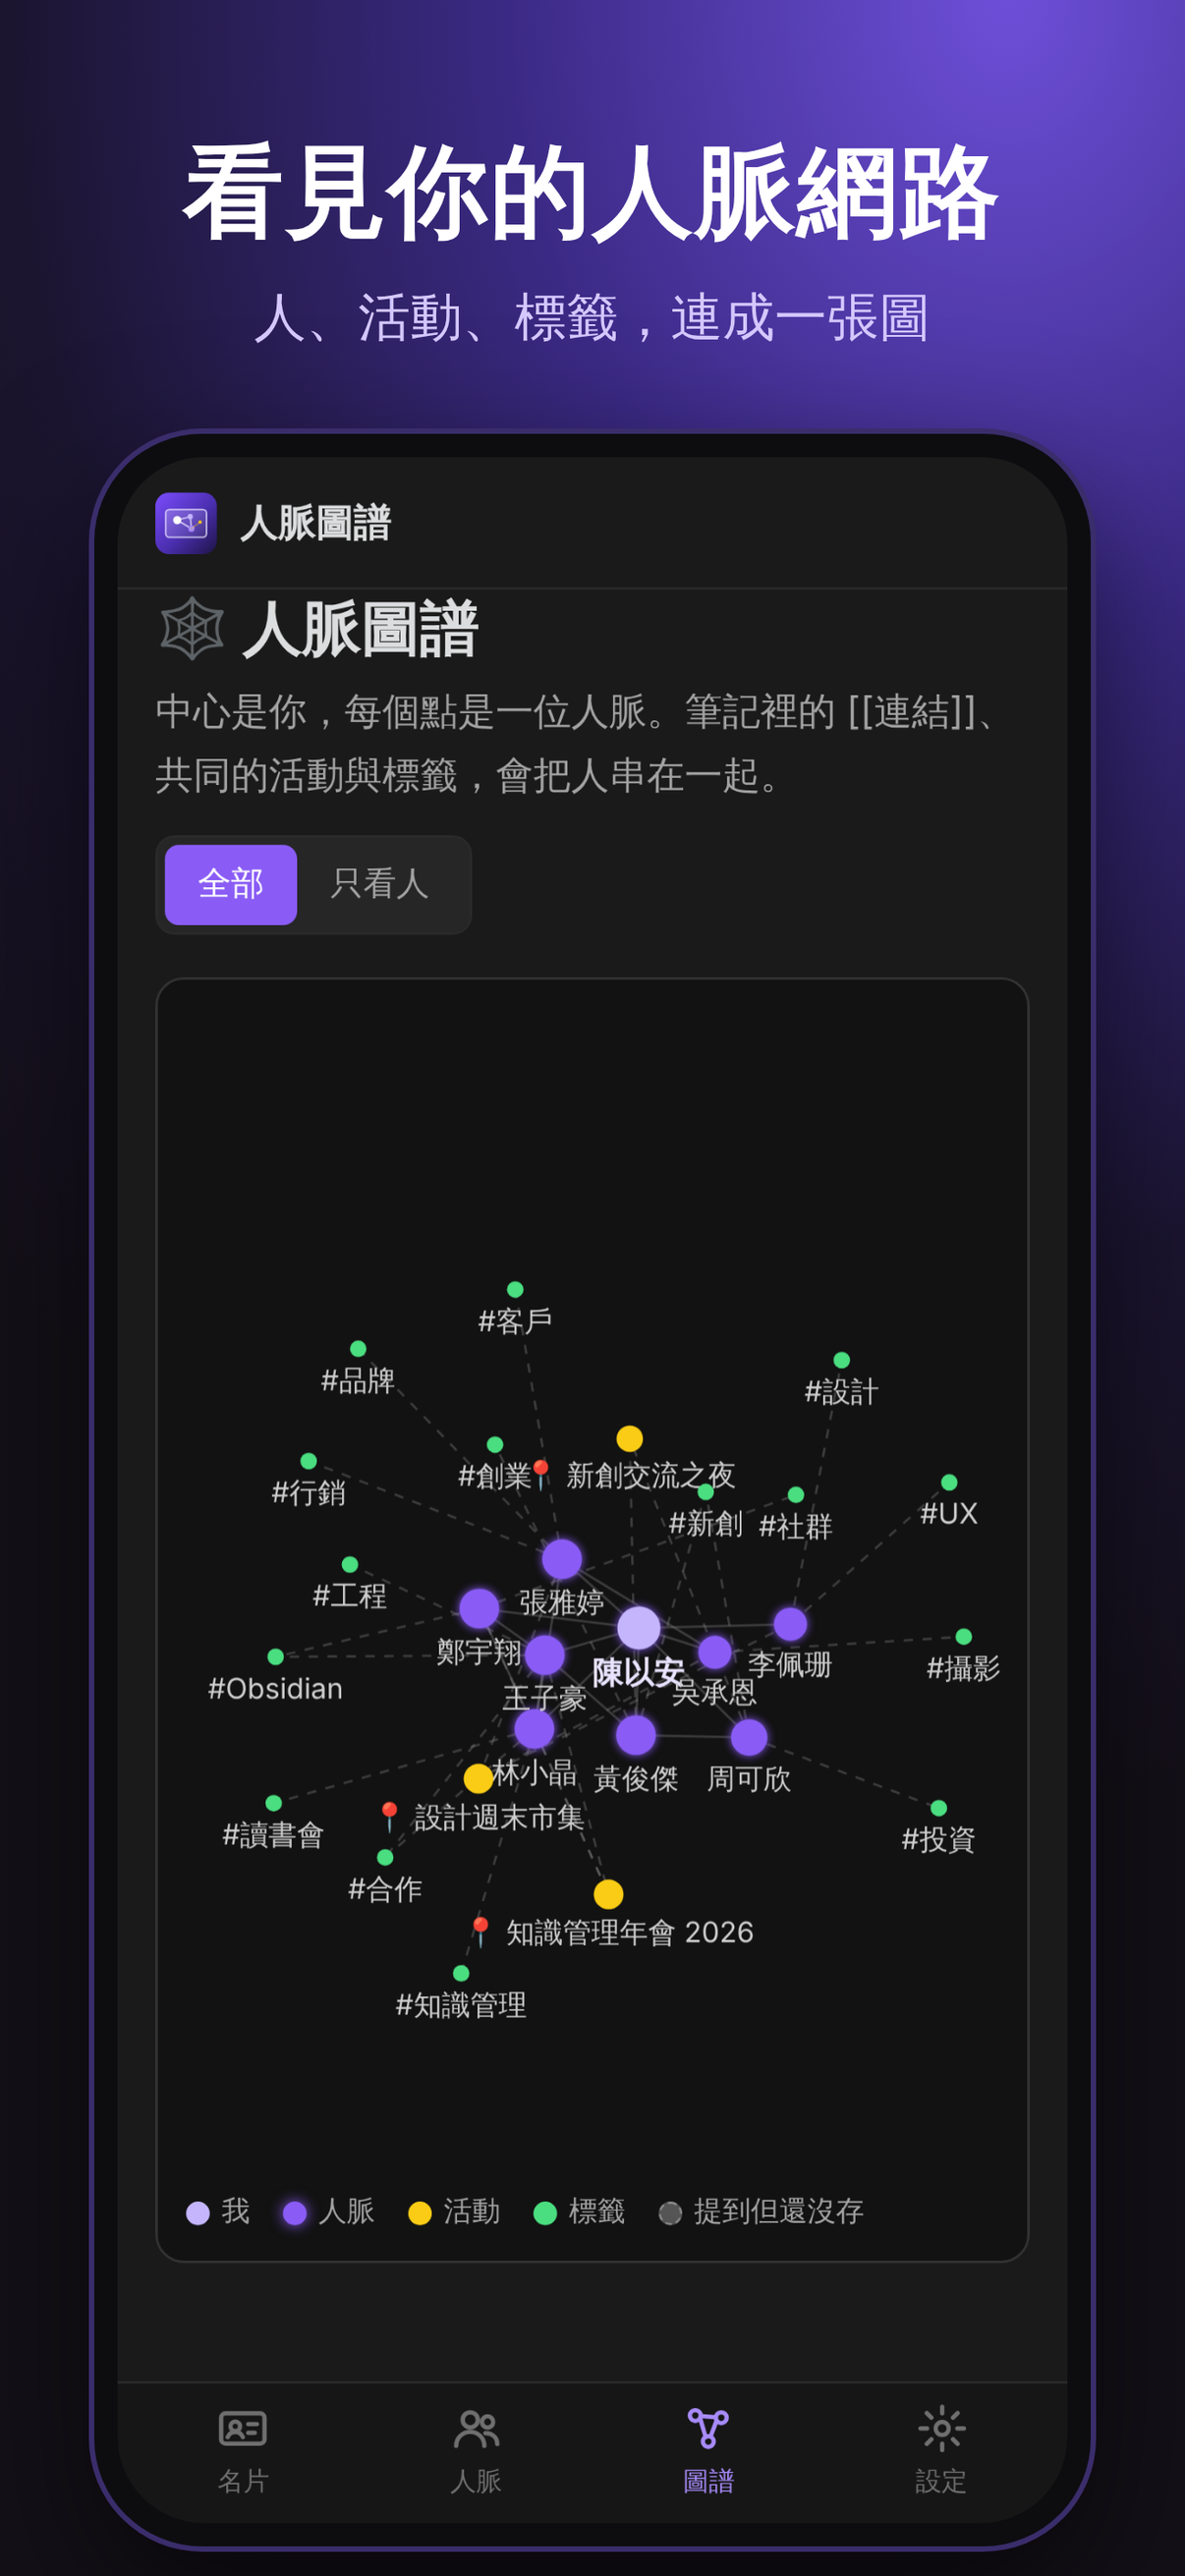 看見你的人脈網路
人、活動、標籤，連成一張圖
人脈圖譜
人脈圖譜
中心是你，每個點是一位人脈。筆記裡的 [[連結]]、
共同的活動與標籤，會把人串在一起。
全部 只看人
#客戶
#品牌
#設計
#創業
新創交流之夜
#行銷
#UX
#新創
#社群
#工程
張雅婷
鄭宇翔
李佩珊
陳以安
#攝影
#Obsidian
吳承恩
王子豪
林小晶
黃俊傑
周可欣
設計週末市集
#讀書會
#投資
#合作
知識管理年會 2026
#知識管理
我 人脈 活動 標籤 提到但還沒存
名片 人脈 圖譜 設定